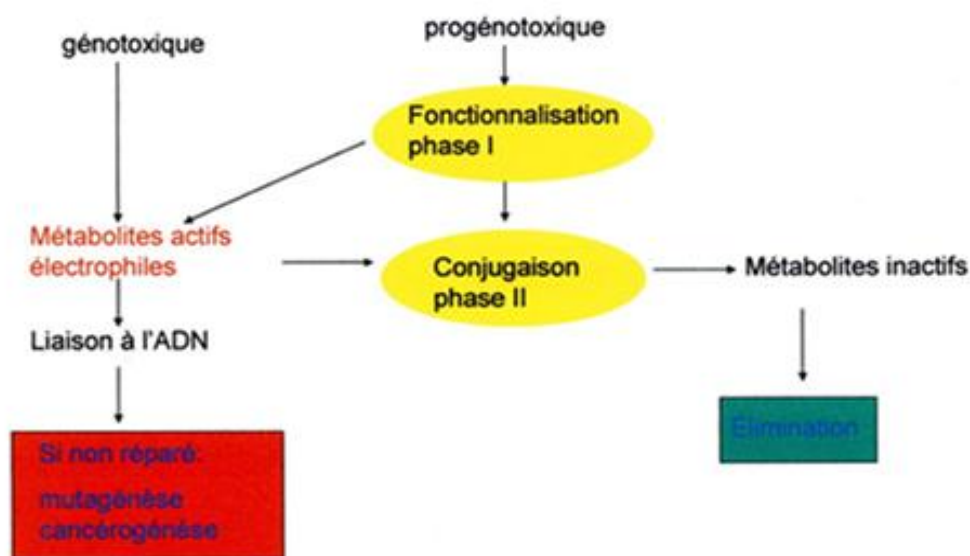 génotoxique
progénotoxique
Fonctionnalisation
phase I
Métabolites actifs
électrophiles
Conjugaison
phase II
Métabolites inactifs
Liaison à l'ADN
Si non réparé:
mutagénèse
cancérogénèse
Elimination